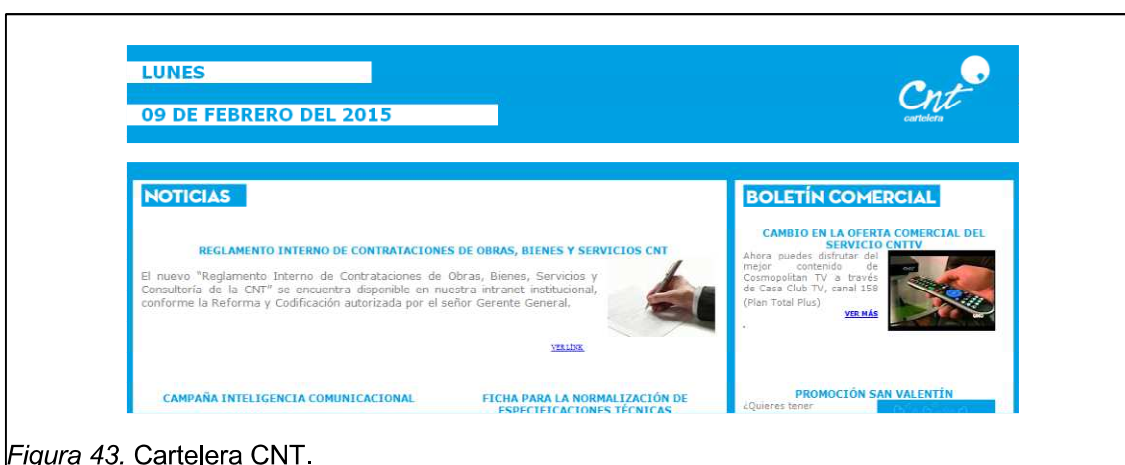 LUNES
09 DE FEBRERO DEL 2015
Cnt
cartelera
NOTICIAS
REGLAMENTO INTERNO DE CONTRATACIONES DE OBRAS, BIENES Y SERVICIOS CNT
El nuevo "Reglamento Interno de Contrataciones de Obras, Bienes, Servicios y
Consultoría de la CNT" se encuentra disponible en nuestra intranet institucional,
conforme la Reforma y Codificación autorizada por el señor Gerente General.
VER LINK
CAMPAÑA INTELIGENCIA COMUNICACIONAL
FICHA PARA LA NORMALIZACIÓN DE
ESPECIFICACIONES TÉCNICAS
BOLETÍN COMERCIAL
CAMBIO EN LA OFERTA COMERCIAL DEL
SERVICIO CNTTV
Ahora puedes disfrutar del
mejor contenido de
Cosmopolitan TV a través
de Casa Club TV, canal 158
(Plan Total Plus)
VER MÁS
.
PROMOCIÓN SAN VALENTÍN
¿Quieres tener
Figura 43. Cartelera CNT.